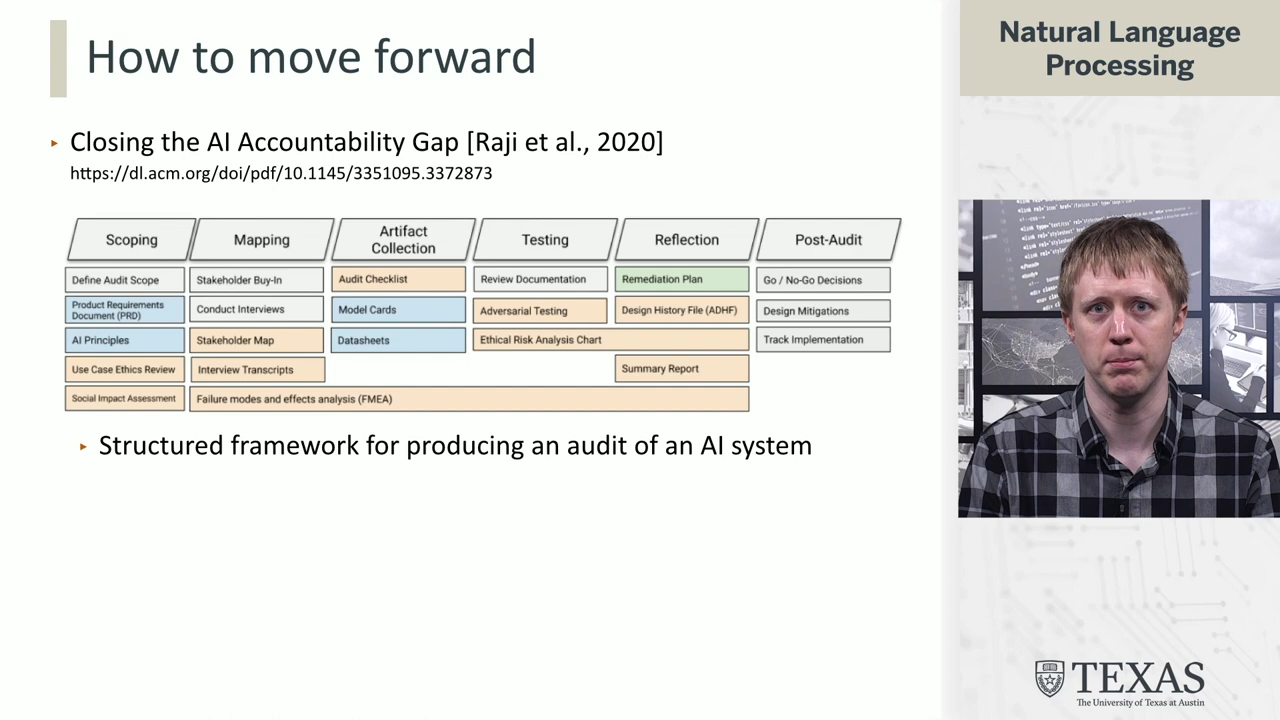 How to move forward
Natural Language
Processing
▸ Closing the AI Accountability Gap [Raji et al., 2020]
https://dl.acm.org/doi/pdf/10.1145/3351095.3372873
Scoping
Mapping
Artifact
Collection
Testing
Reflection
Post-Audit
Define Audit Scope
Stakeholder Buy-In
Audit Checklist
Review Documentation
Remediation Plan
Go / No-Go Decisions
Product Requirements
Document (PRD)
Conduct Interviews
Model Cards
Adversarial Testing
Design History File (ADHF)
Design Mitigations
AI Principles
Stakeholder Map
Datasheets
Ethical Risk Analysis Chart
Track Implementation
Use Case Ethics Review
Interview Transcripts
Summary Report
Social Impact Assessment
Failure modes and effects analysis (FMEA)
▸ Structured framework for producing an audit of an AI system
TEXAS
The University of Texas at Austin